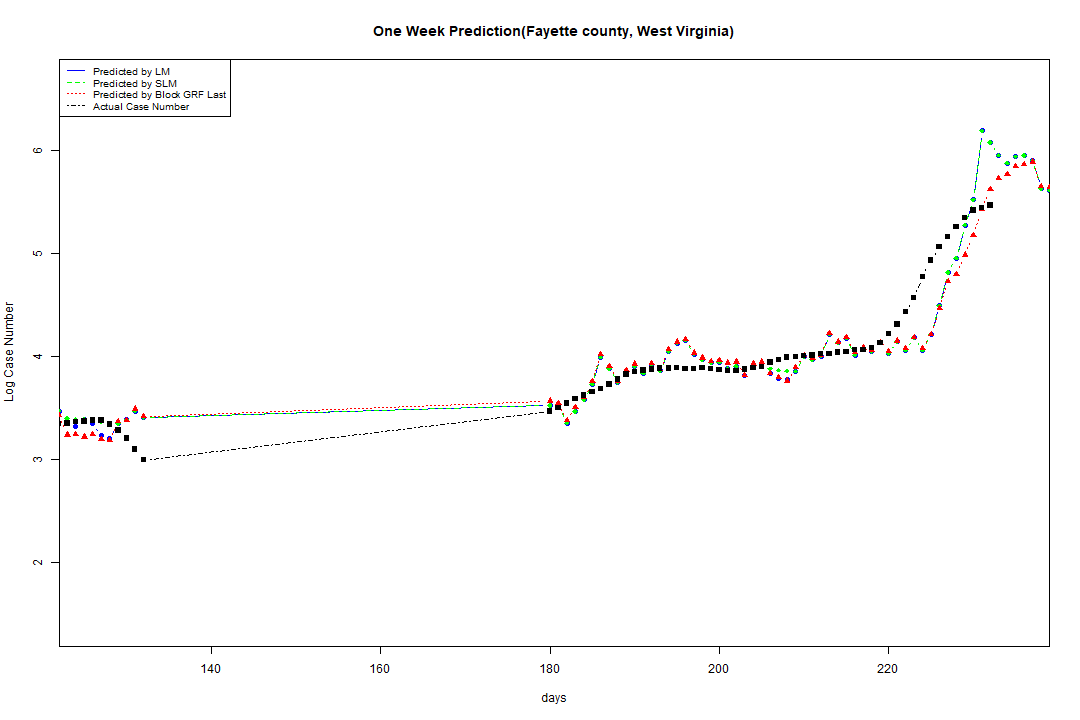 One Week Prediction(Fayette county, West Virginia)
Predicted by LM
Predicted by SLM
Predicted by Block GRF Last
Actual Case Number
Log Case Number
6
5
4
3
2
140 160 180 200 220
days